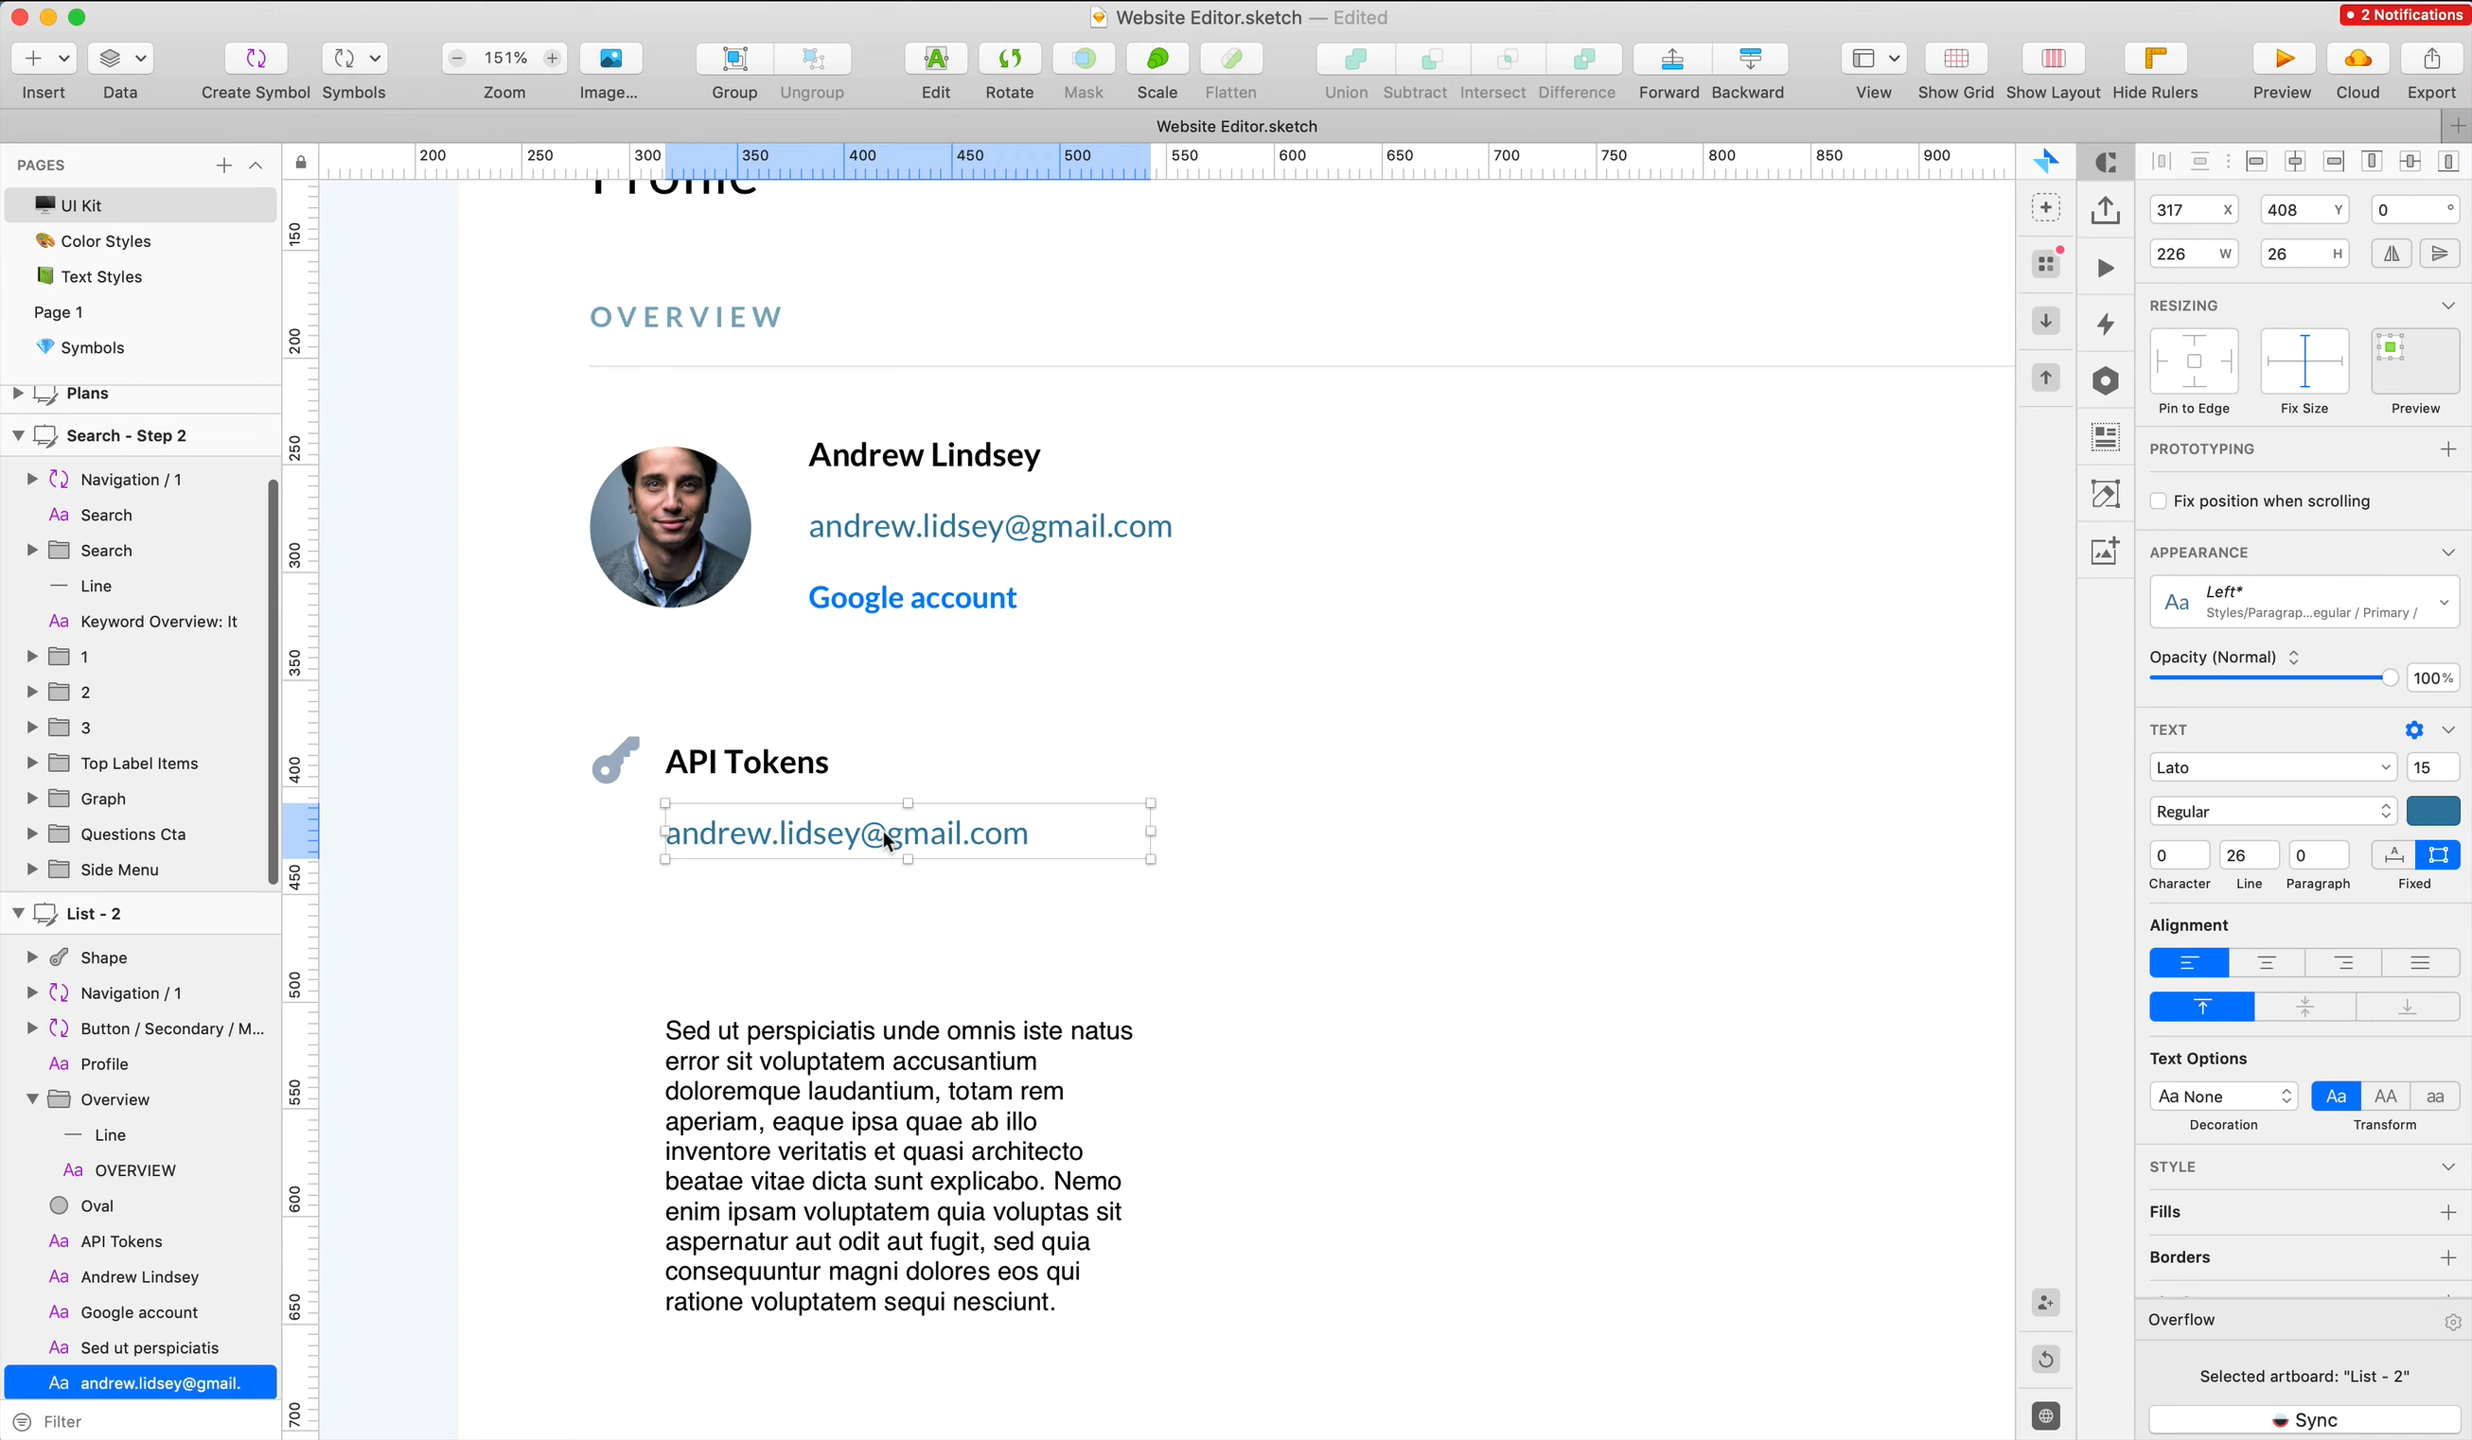 Website Editor.sketch — Edited
2 Notifications
Insert
Data
Create Symbol
Symbols
151%
Zoom
Image...
Group
Ungroup
Edit
Rotate
Mask
Scale
Flatten
Union
Subtract
Intersect
Difference
Forward
Backward
View
Show Grid
Show Layout
Hide Rulers
Preview
Cloud
Export
Website Editor.sketch
PAGES
UI Kit
Color Styles
Text Styles
Page 1
Symbols
Plans
Search - Step 2
Navigation / 1
Search
Search
Line
Keyword Overview: It
1
2
3
Top Label Items
Graph
Questions Cta
Side Menu
List - 2
Shape
Navigation / 1
Button / Secondary / M...
Profile
Overview
Line
OVERVIEW
Oval
API Tokens
Andrew Lindsey
Google account
Sed ut perspiciatis
andrew.lidsey@gmail.
Filter
200 250 300 350 400 450 500 550 600 650 700 750 800 850 900
150
200
250
300
350
400
450
500
550
600
650
700
Profile
OVERVIEW
Andrew Lindsey
andrew.lidsey@gmail.com
Google account
API Tokens
andrew.lidsey@gmail.com
Sed ut perspiciatis unde omnis iste natus
error sit voluptatem accusantium
doloremque laudantium, totam rem
aperiam, eaque ipsa quae ab illo
inventore veritatis et quasi architecto
beatae vitae dicta sunt explicabo. Nemo
enim ipsam voluptatem quia voluptas sit
aspernatur aut odit aut fugit, sed quia
consequuntur magni dolores eos qui
ratione voluptatem sequi nesciunt.
317 X
408 Y
0 °
226 W
26 H
RESIZING
Pin to Edge
Fix Size
Preview
PROTOTYPING
Fix position when scrolling
APPEARANCE
Aa
Left*
Styles/Paragrap...egular / Primary /
Opacity (Normal)
100%
TEXT
Lato
15
Regular
0
26
0
Character
Line
Paragraph
Fixed
Alignment
Text Options
Aa None
Aa
AA
aa
Decoration
Transform
STYLE
Fills
Borders
Overflow
Selected artboard: "List - 2"
Sync